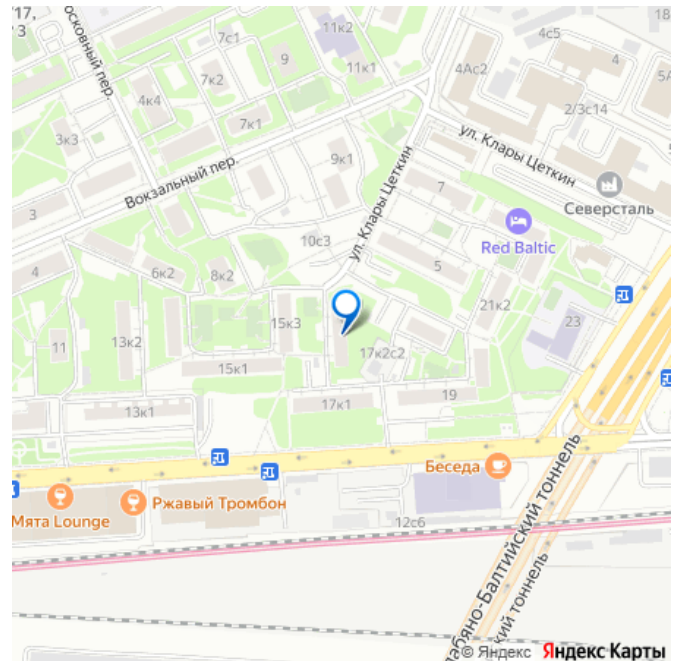 17,
3
осковный пер.
7с1
11к2
9
11к1
4Ас2
4с5
4
18
5А
2/3с14
4к4
7к2
7к1
3к3
9к1
ул. Клары Цеткин
ул. Клары Цеткин
Вокзальный пер.
7
Северсталь
3
10с3
Red Baltic
5
4
6к2
8к2
21к2
15к3
23
11
13к2
17к2с2
15к1
19
17к1
13к1
Беседа
Ржавый Тромбон
Мята Lounge
12с6
лабяно-Балтийский тоннель
кий тоннель
© Яндекс Яндекс Карты